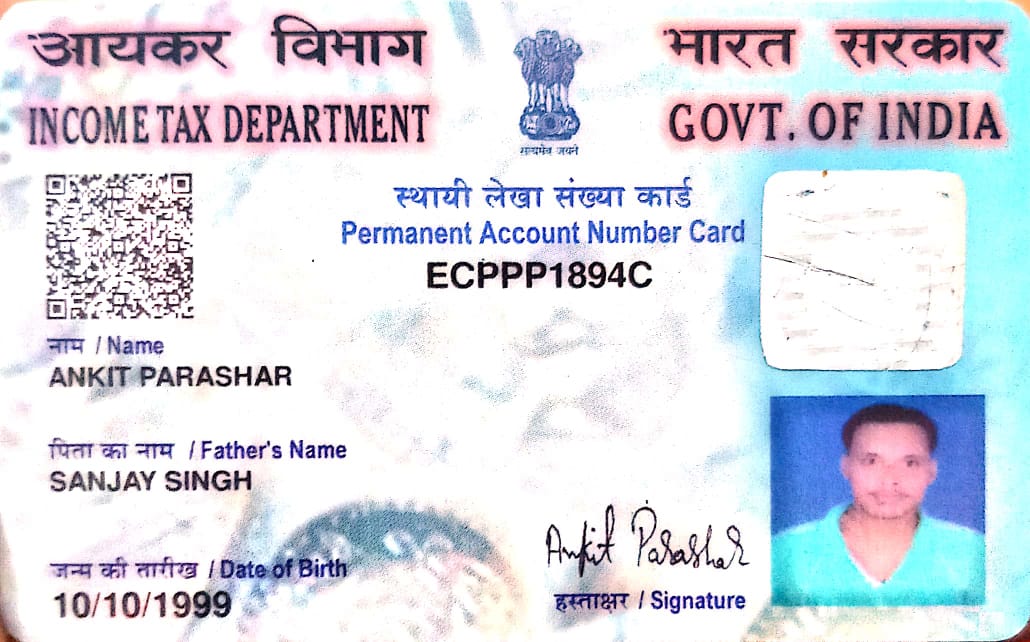 आयकर विभाग
INCOME TAX DEPARTMENT
भारत सरकार
GOVT. OF INDIA
सत्यमेव जयते
स्थायी लेखा संख्या कार्ड
Permanent Account Number Card
ECPPP1894C
नाम / Name
ANKIT PARASHAR
पिता का नाम / Father's Name
SANJAY SINGH
जन्म की तारीख / Date of Birth
10/10/1999
Ankit Parashar
हस्ताक्षर / Signature